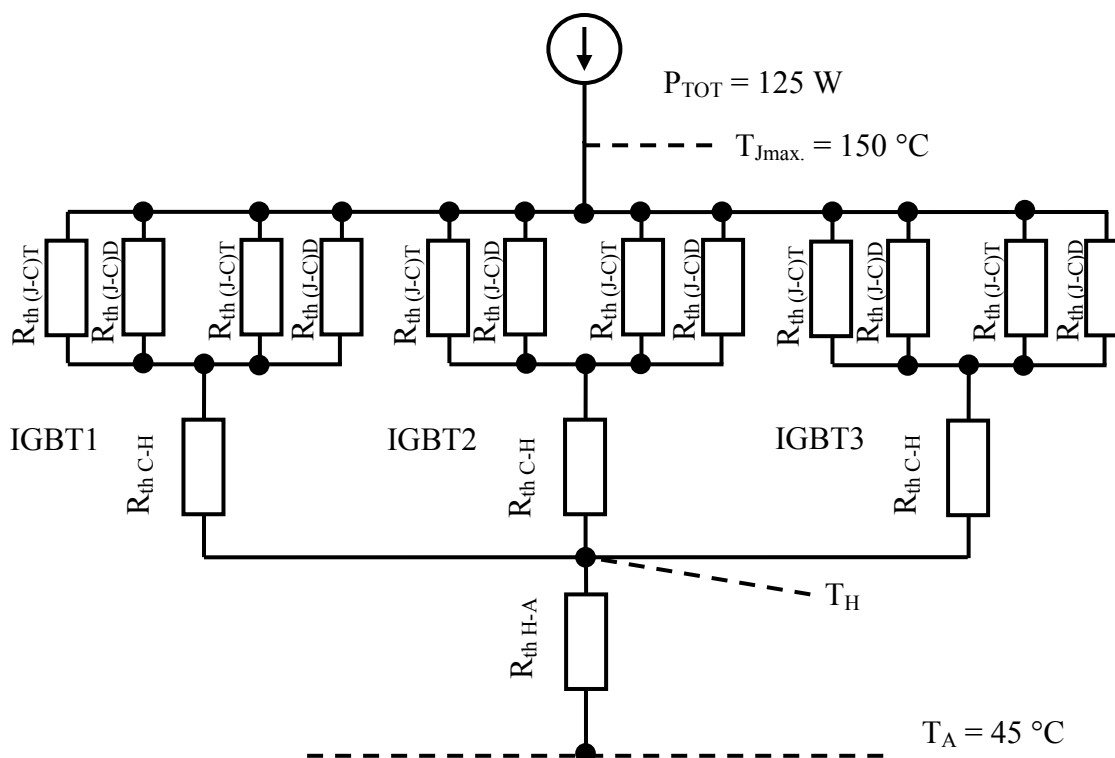 P_TOT = 125 W
T_Jmax. = 150 °C
R_th (J-C)T
R_th (J-C)D
R_th (J-C)T
R_th (J-C)D
R_th (J-C)T
R_th (J-C)D
R_th (J-C)T
R_th (J-C)D
R_th (J-C)T
R_th (J-C)D
R_th (J-C)T
R_th (J-C)D
IGBT1
R_th C-H
IGBT2
R_th C-H
IGBT3
R_th C-H
T_H
R_th H-A
T_A = 45 °C